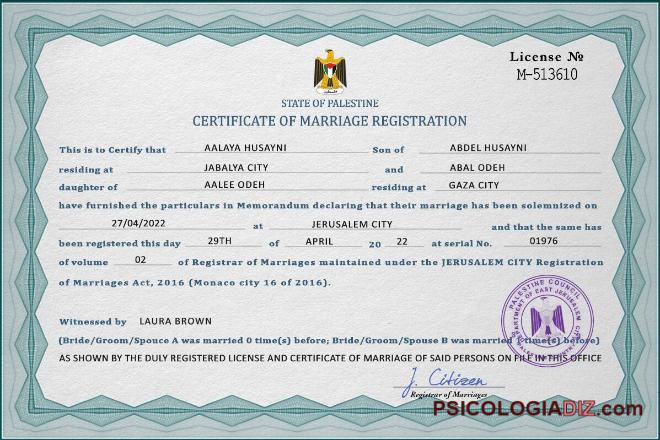 License №
M-513610
STATE OF PALESTINE
CERTIFICATE OF MARRIAGE REGISTRATION
This is to Certify that AALAYA HUSAYNI Son of ABDEL HUSAYNI
residing at JABALYA CITY and ABAL ODEH
daughter of AALEE ODEH residing at GAZA CITY
have furnished the particulars in Memorandum declaring that their marriage has been solemnized on
27/04/2022 at JERUSALEM CITY and that the same has
been registered this day 29TH of APRIL 20 22 at serial No. 01976
of volume 02 of Registrar of Marriages maintained under the JERUSALEM CITY Registration
of Marriages Act, 2016 (Monaco city 16 of 2016).
PALESTINE COUNCIL
OF EAST JERUSALEM CITY
Witnessed by LAURA BROWN
(Bride/Groom/Spouce A was married 0 time(s) before; Bride/Groom/Spouse B was married time(s) before)
AS SHOWN BY THE DULY REGISTERED LICENSE AND CERTIFICATE OF MARRIAGE OF SAID PERSONS ON FILE IN THIS OFFICE
J. Citizen
Registrar of Marriages
PSICOLOGIADIZ.com